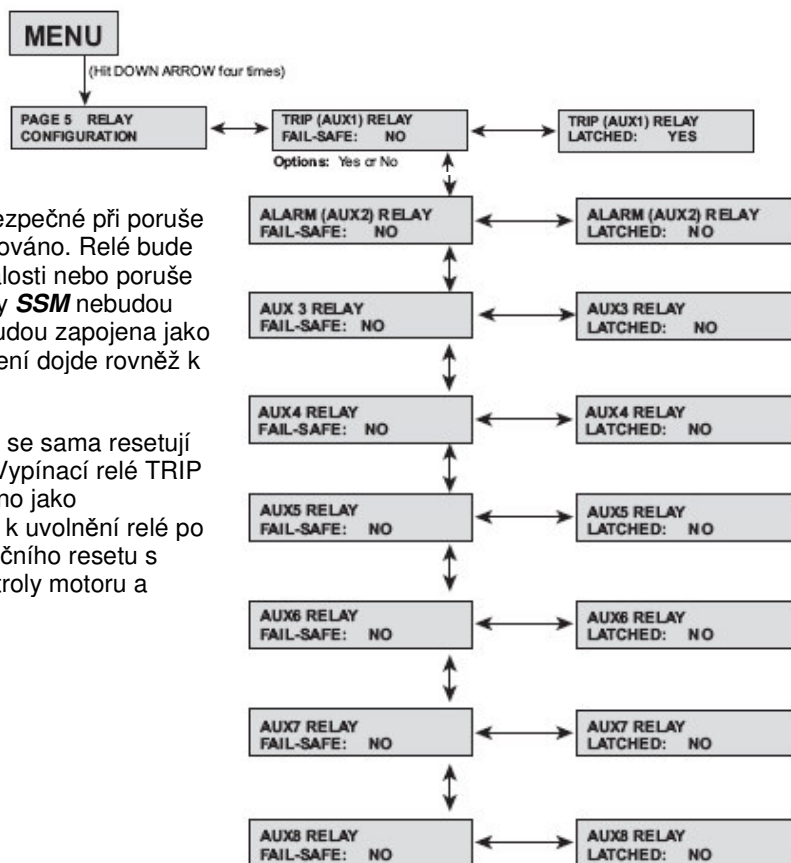 MENU
(Hit DOWN ARROW four times)
PAGE 5 RELAY
CONFIGURATION
TRIP (AUX1) RELAY
FAIL-SAFE: NO
TRIP (AUX1) RELAY
LATCHED: YES
Options: Yes or No
ezpečné při poruše
ováno. Relé bude
alosti nebo poruše
y SSM nebudou
oudou zapojena jako
ení dojde rovněž k
se sama resetují
Vypínací relé TRIP
no jako
k uvolnění relé po
čního resetu s
troly motoru a
ALARM (AUX2) RELAY
FAIL-SAFE: NO
ALARM (AUX2) RELAY
LATCHED: NO
AUX 3 RELAY
FAIL-SAFE: NO
AUX3 RELAY
LATCHED: NO
AUX4 RELAY
FAIL-SAFE: NO
AUX4 RELAY
LATCHED: NO
AUX5 RELAY
FAIL-SAFE: NO
AUX5 RELAY
LATCHED: NO
AUX6 RELAY
FAIL-SAFE: NO
AUX6 RELAY
LATCHED: NO
AUX7 RELAY
FAIL-SAFE: NO
AUX7 RELAY
LATCHED: NO
AUX8 RELAY
FAIL-SAFE: NO
AUX8 RELAY
LATCHED: NO